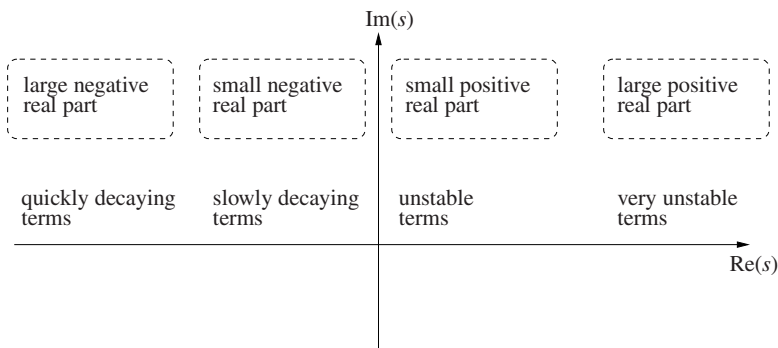 Im(s)
large negative
real part
small negative
real part
small positive
real part
large positive
real part
quickly decaying
terms
slowly decaying
terms
unstable
terms
very unstable
terms
Re(s)